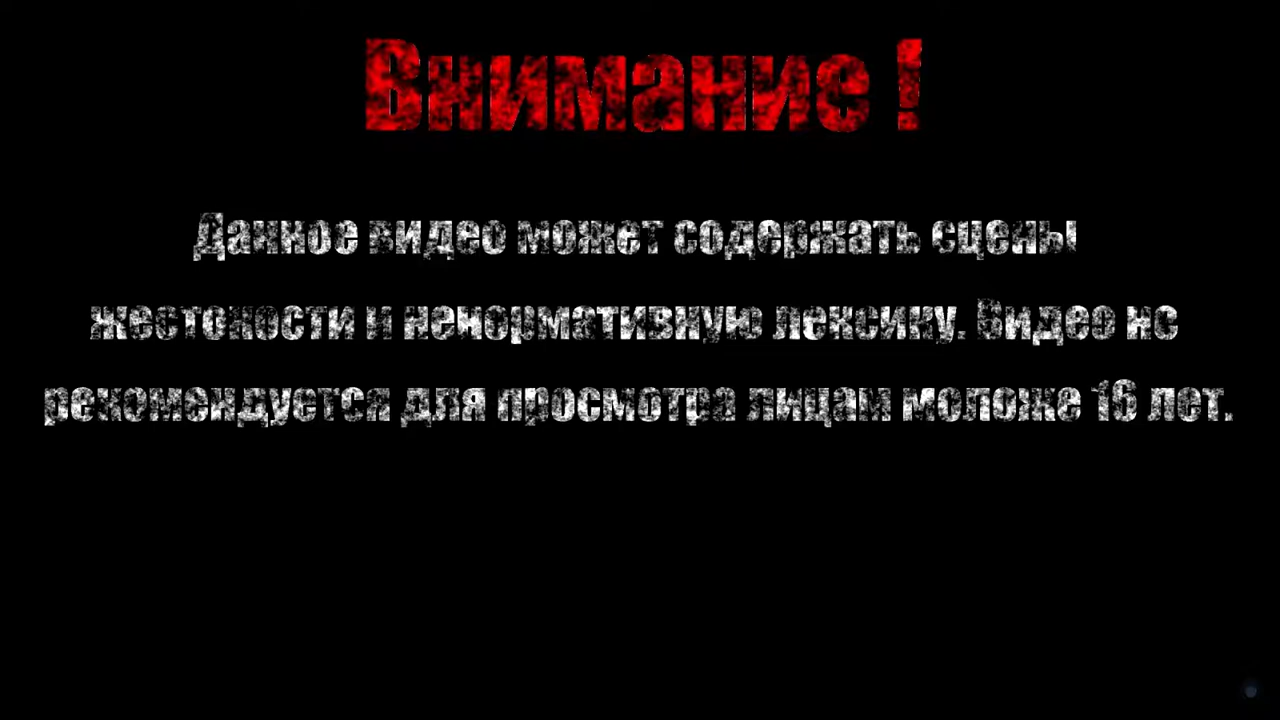 Внимание !
Данное видео может содержать сцены
жестокости и ненормативную лексику. Видео не
рекомендуется для просмотра лицам моложе 16 лет.